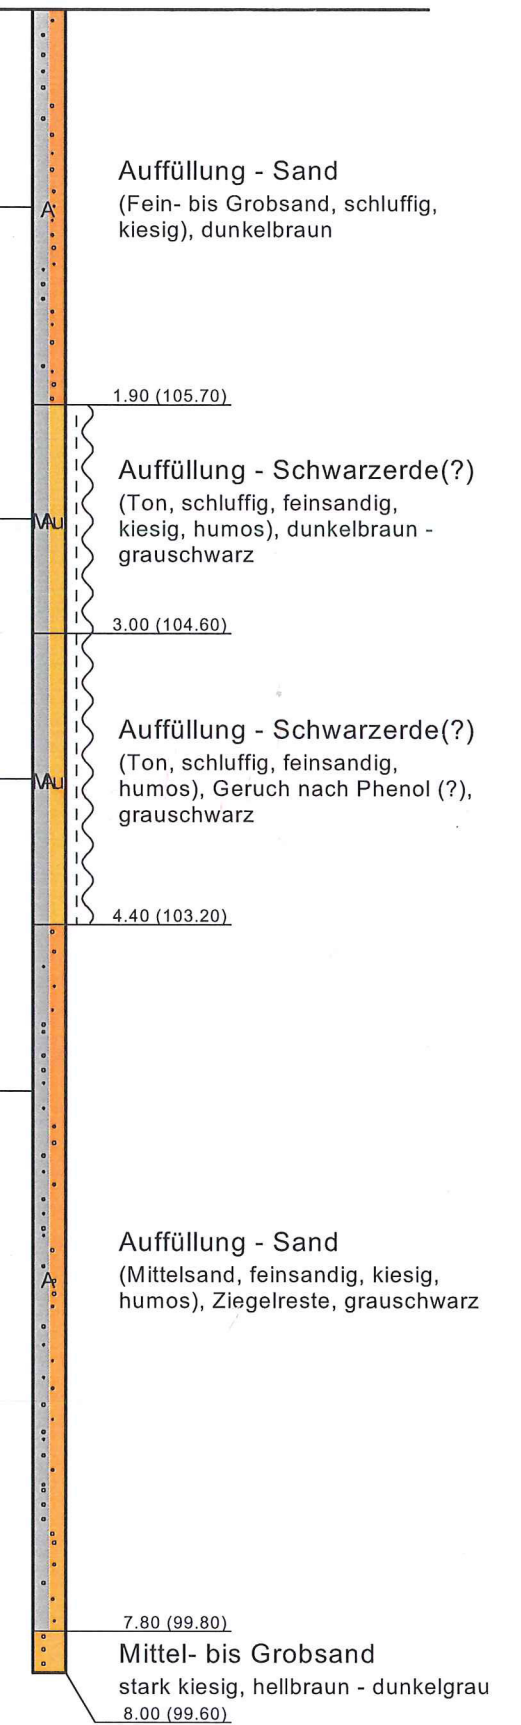 Auffüllung - Sand
(Fein- bis Grobsand, schluffig,
kiesig), dunkelbraun
A
1.90 (105.70)
Auffüllung - Schwarzerde(?)
(Ton, schluffig, feinsandig,
kiesig, humos), dunkelbraun -
grauschwarz
3.00 (104.60)
Auffüllung - Schwarzerde(?)
(Ton, schluffig, feinsandig,
humos), Geruch nach Phenol (?),
grauschwarz
4.40 (103.20)
Auffüllung - Sand
(Mittelsand, feinsandig, kiesig,
humos), Ziegelreste, grauschwarz
A
7.80 (99.80)
Mittel- bis Grobsand
stark kiesig, hellbraun - dunkelgrau
8.00 (99.60)